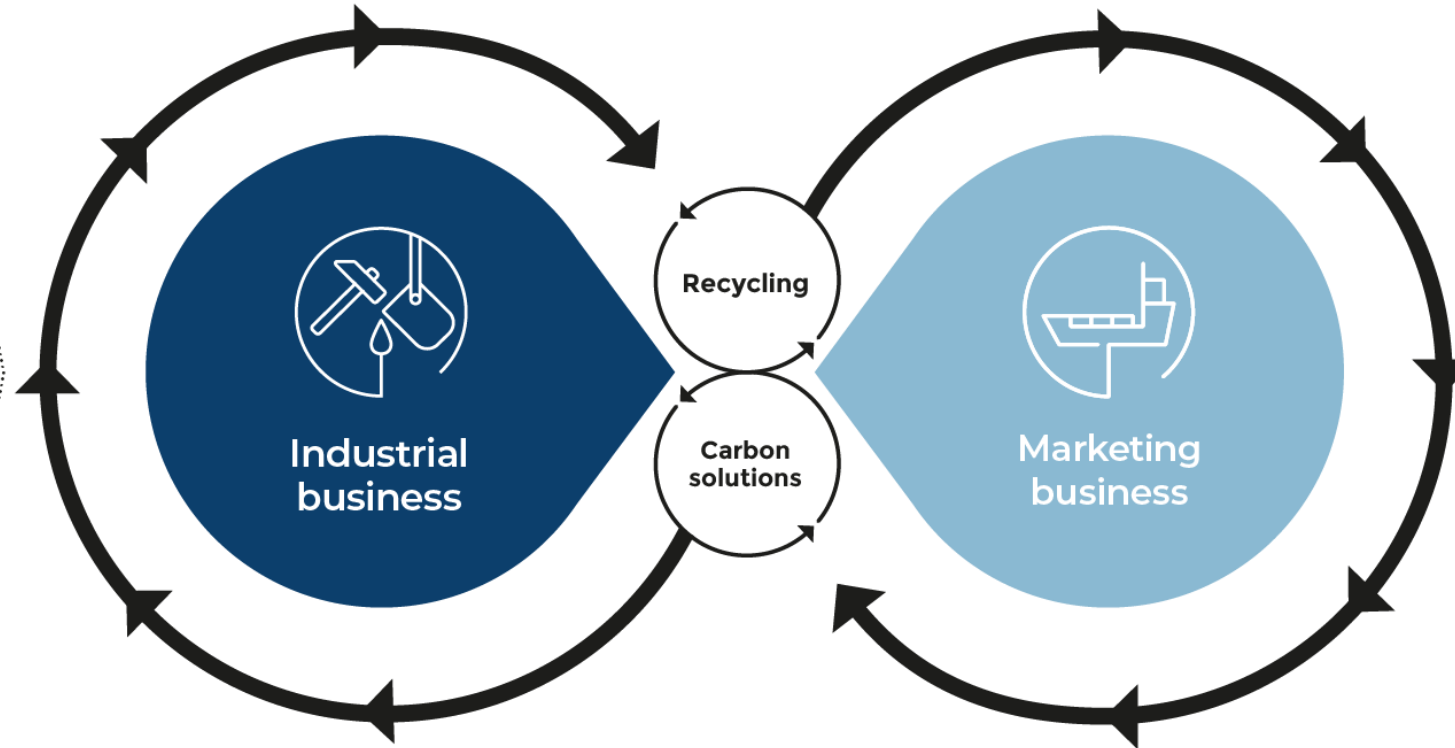 Industrial
business
Recycling
Carbon
solutions
Marketing
business